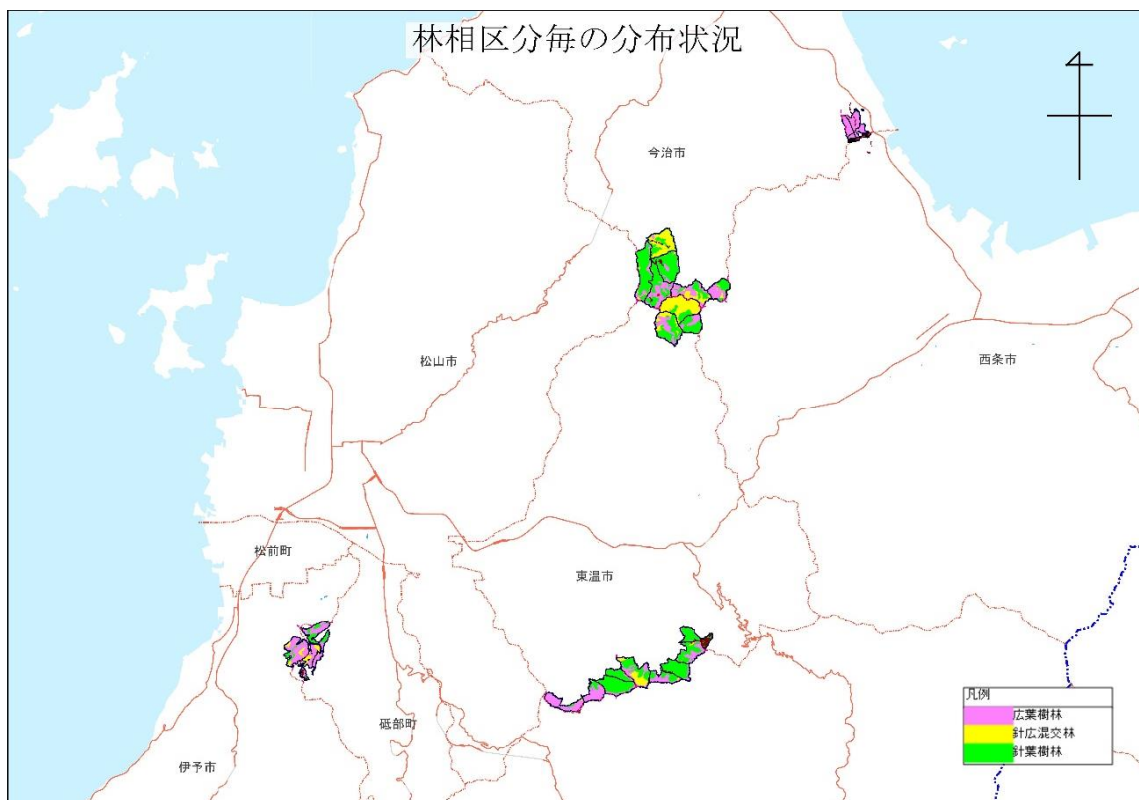 林相区分毎の分布状況
今治市
松山市
西条市
松前町
東温市
砥部町
伊予市
凡例
広葉樹林
針広混交林
針葉樹林